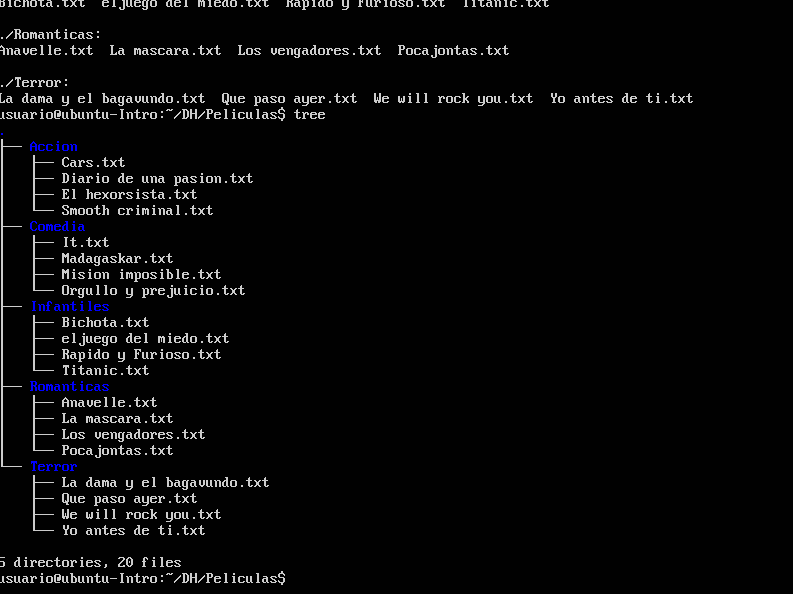 Bichota.txt  eljuego del miedo.txt  Rapido y Furioso.txt  Titanic.txt
./Romanticas:
Anavelle.txt  La mascara.txt  Los vengadores.txt  Pocajontas.txt
./Terror:
La dama y el bagavundo.txt  Que paso ayer.txt  We will rock you.txt  Yo antes de ti.txt
usuario@ubuntu-Intro:~/DH/Peliculas$ tree
.
├── Accion
│   ├── Cars.txt
│   ├── Diario de una pasion.txt
│   ├── El hexorsista.txt
│   └── Smooth criminal.txt
├── Comedia
│   ├── It.txt
│   ├── Madagaskar.txt
│   ├── Mision imposible.txt
│   └── Orgullo y prejuicio.txt
├── Infantiles
│   ├── Bichota.txt
│   ├── eljuego del miedo.txt
│   ├── Rapido y Furioso.txt
│   └── Titanic.txt
├── Romanticas
│   ├── Anavelle.txt
│   ├── La mascara.txt
│   ├── Los vengadores.txt
│   └── Pocajontas.txt
└── Terror
    ├── La dama y el bagavundo.txt
    ├── Que paso ayer.txt
    ├── We will rock you.txt
    └── Yo antes de ti.txt
5 directories, 20 files
usuario@ubuntu-Intro:~/DH/Peliculas$